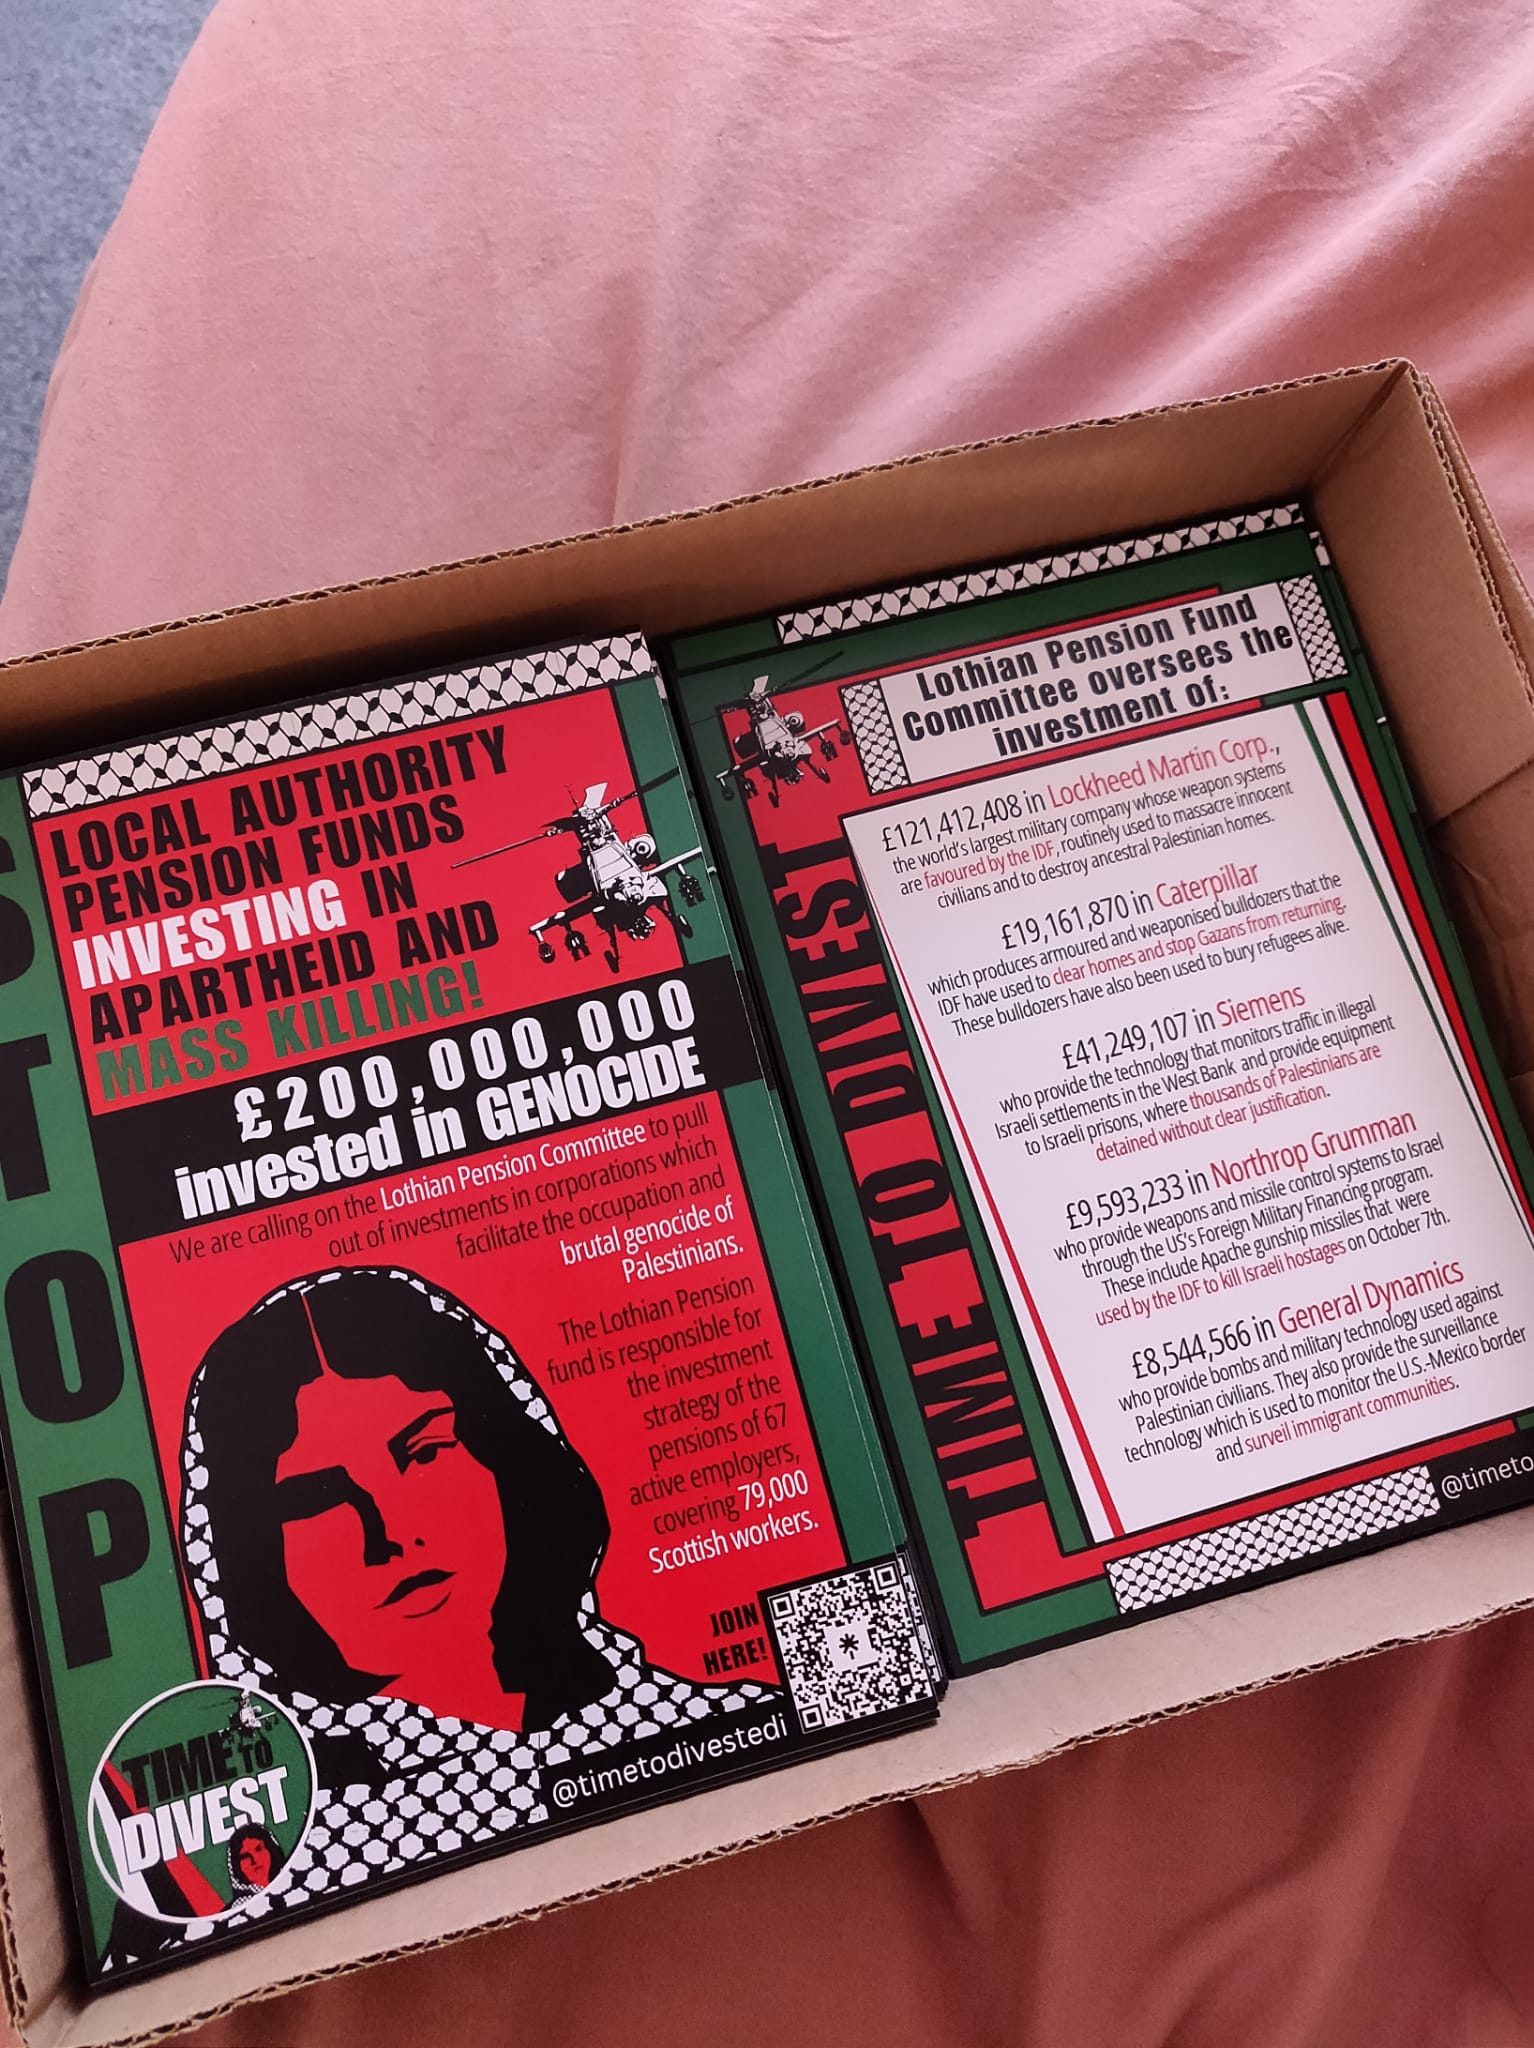 STOP
LOCAL AUTHORITY
PENSION FUNDS
INVESTING IN
APARTHEID AND
MASS KILLING!
£200,000,000
invested in GENOCIDE
We are calling on the Lothian Pension Committee to pull
out of investments in corporations which
facilitate the occupation and
brutal genocide of
Palestinians.
The Lothian Pension
fund is responsible for
the investment
strategy of the
pensions of 67
active employers,
covering 79,000
Scottish workers.
JOIN
HERE!
@timetodivestedi
TIME TO
DIVEST
TIME TO DIVEST
Lothian Pension Fund
Committee oversees the
investment of:
£121,412,408 in Lockheed Martin Corp.,
the world's largest military company whose weapon systems
are favoured by the IDF, routinely used to massacre innocent
civilians and to destroy ancestral Palestinian homes.
£19,161,870 in Caterpillar
which produces armoured and weaponised bulldozers that the
IDF have used to clear homes and stop Gazans from returning.
These bulldozers have also been used to bury refugees alive.
£41,249,107 in Siemens
who provide the technology that monitors traffic in illegal
Israeli settlements in the West Bank and provide equipment
to Israeli prisons, where thousands of Palestinians are
detained without clear justification.
£9,593,233 in Northrop Grumman
who provide weapons and missile control systems to Israel
through the US's Foreign Military Financing program.
These include Apache gunship missiles that were
used by the IDF to kill Israeli hostages on October 7th.
£8,544,566 in General Dynamics
who provide bombs and military technology used against
Palestinian civilians. They also provide the surveillance
technology which is used to monitor the U.S.-Mexico border
and surveil immigrant communities.
@timeto